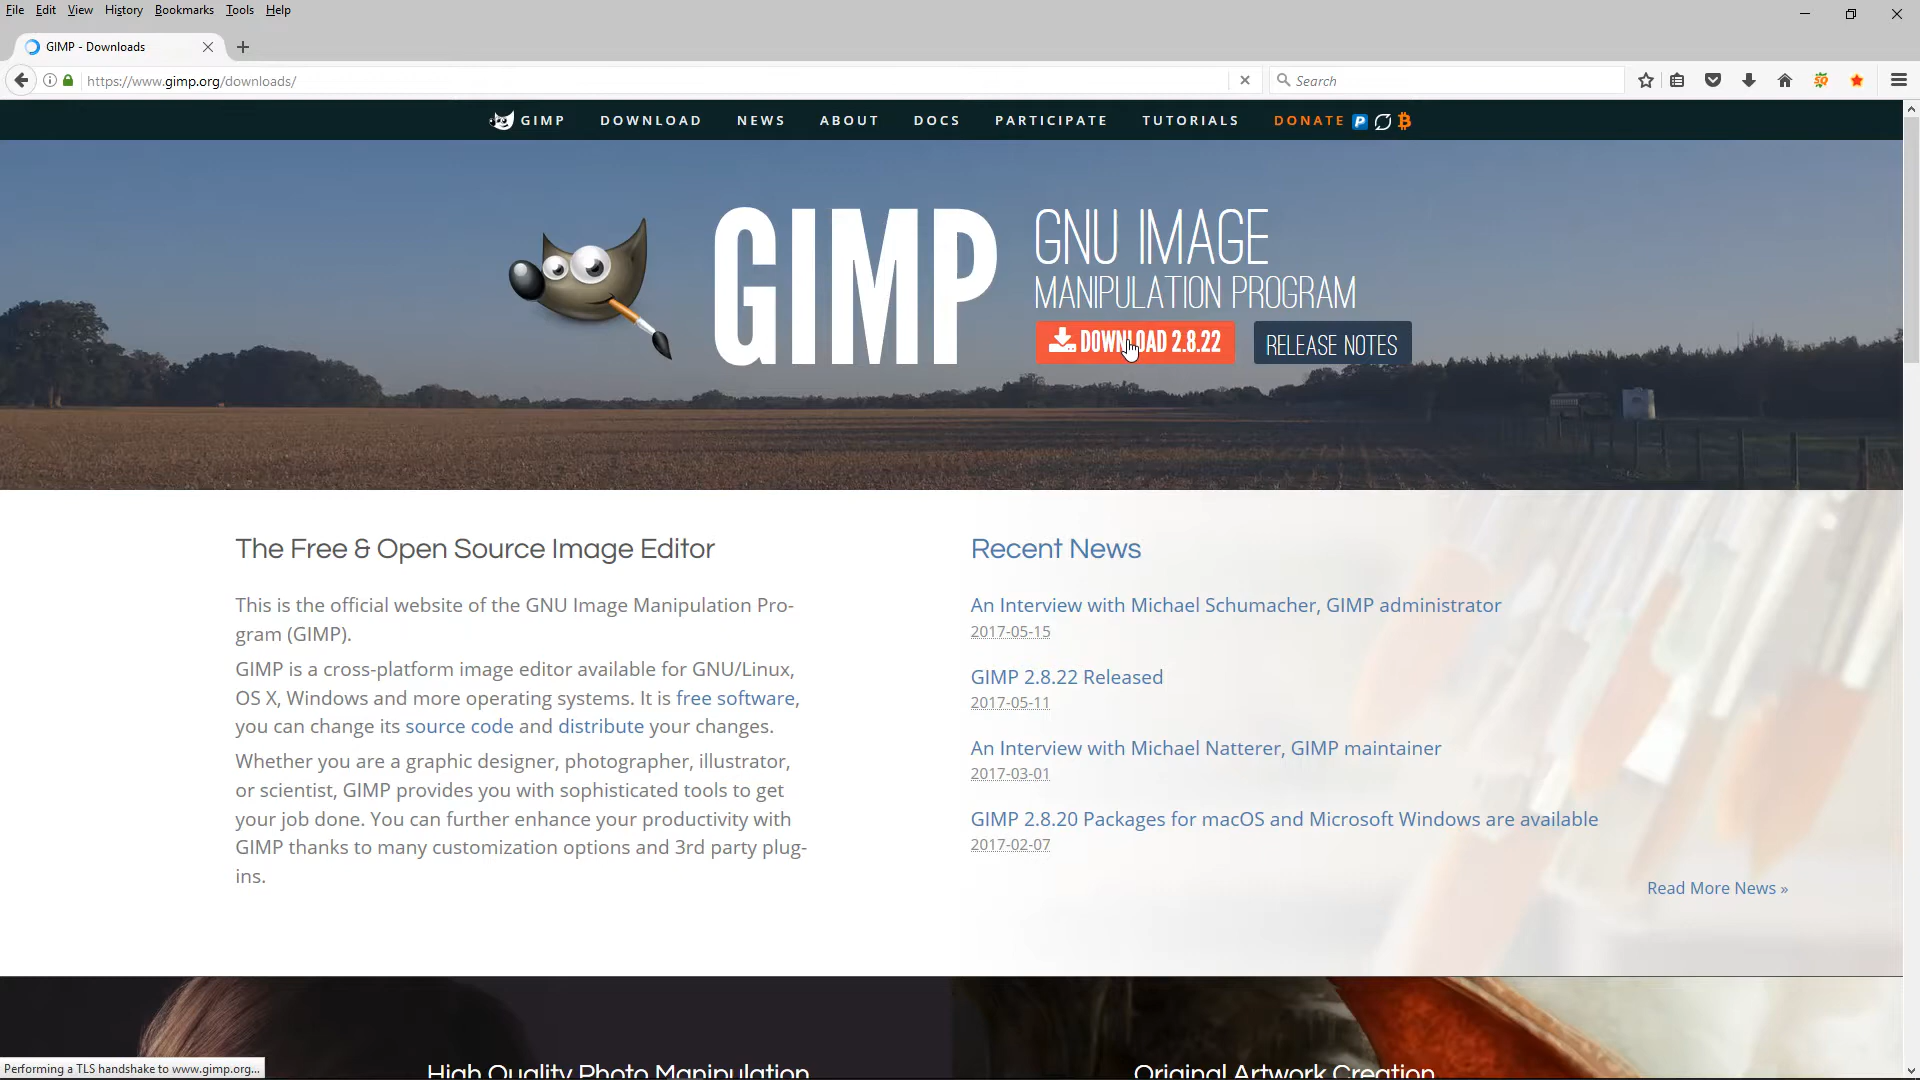 File Edit View History Bookmarks Tools Help
GIMP - Downloads
https://www.gimp.org/downloads/
Search
GIMP DOWNLOAD NEWS ABOUT DOCS PARTICIPATE TUTORIALS DONATE
GIMP
GNU IMAGE
MANIPULATION PROGRAM
DOWNLOAD 2.8.22
RELEASE NOTES
The Free & Open Source Image Editor
This is the official website of the GNU Image Manipulation Pro-
gram (GIMP).
GIMP is a cross-platform image editor available for GNU/Linux,
OS X, Windows and more operating systems. It is free software,
you can change its source code and distribute your changes.
Whether you are a graphic designer, photographer, illustrator,
or scientist, GIMP provides you with sophisticated tools to get
your job done. You can further enhance your productivity with
GIMP thanks to many customization options and 3rd party plug-
ins.
Recent News
An Interview with Michael Schumacher, GIMP administrator
2017-05-15
GIMP 2.8.22 Released
2017-05-11
An Interview with Michael Natterer, GIMP maintainer
2017-03-01
GIMP 2.8.20 Packages for macOS and Microsoft Windows are available
2017-02-07
Read More News »
High Quality Photo Manipulation
Original Artwork Creation
Performing a TLS handshake to www.gimp.org...